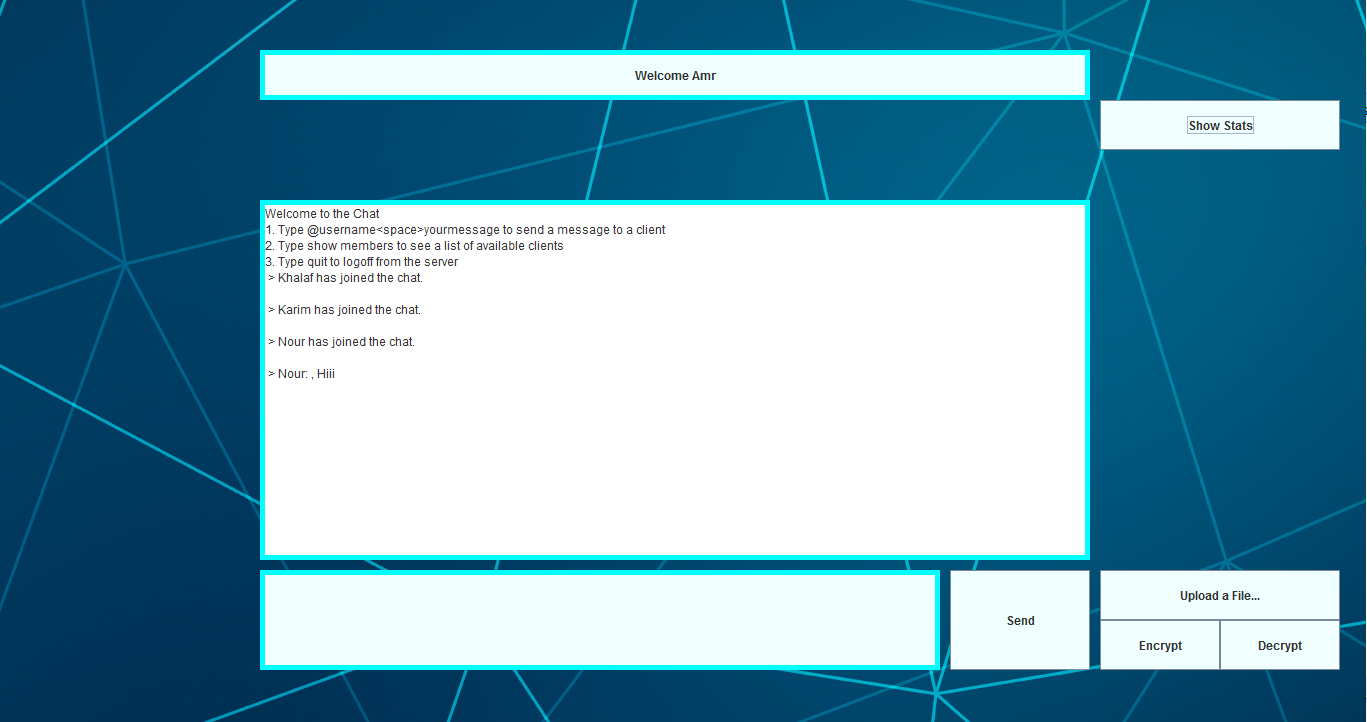 Welcome Amr
Show Stats
Welcome to the Chat
1. Type @username<space>yourmessage to send a message to a client
2. Type show members to see a list of available clients
3. Type quit to logoff from the server
> Khalaf has joined the chat.
> Karim has joined the chat.
> Nour has joined the chat.
> Nour: , Hiii
Send
Upload a File...
Encrypt
Decrypt